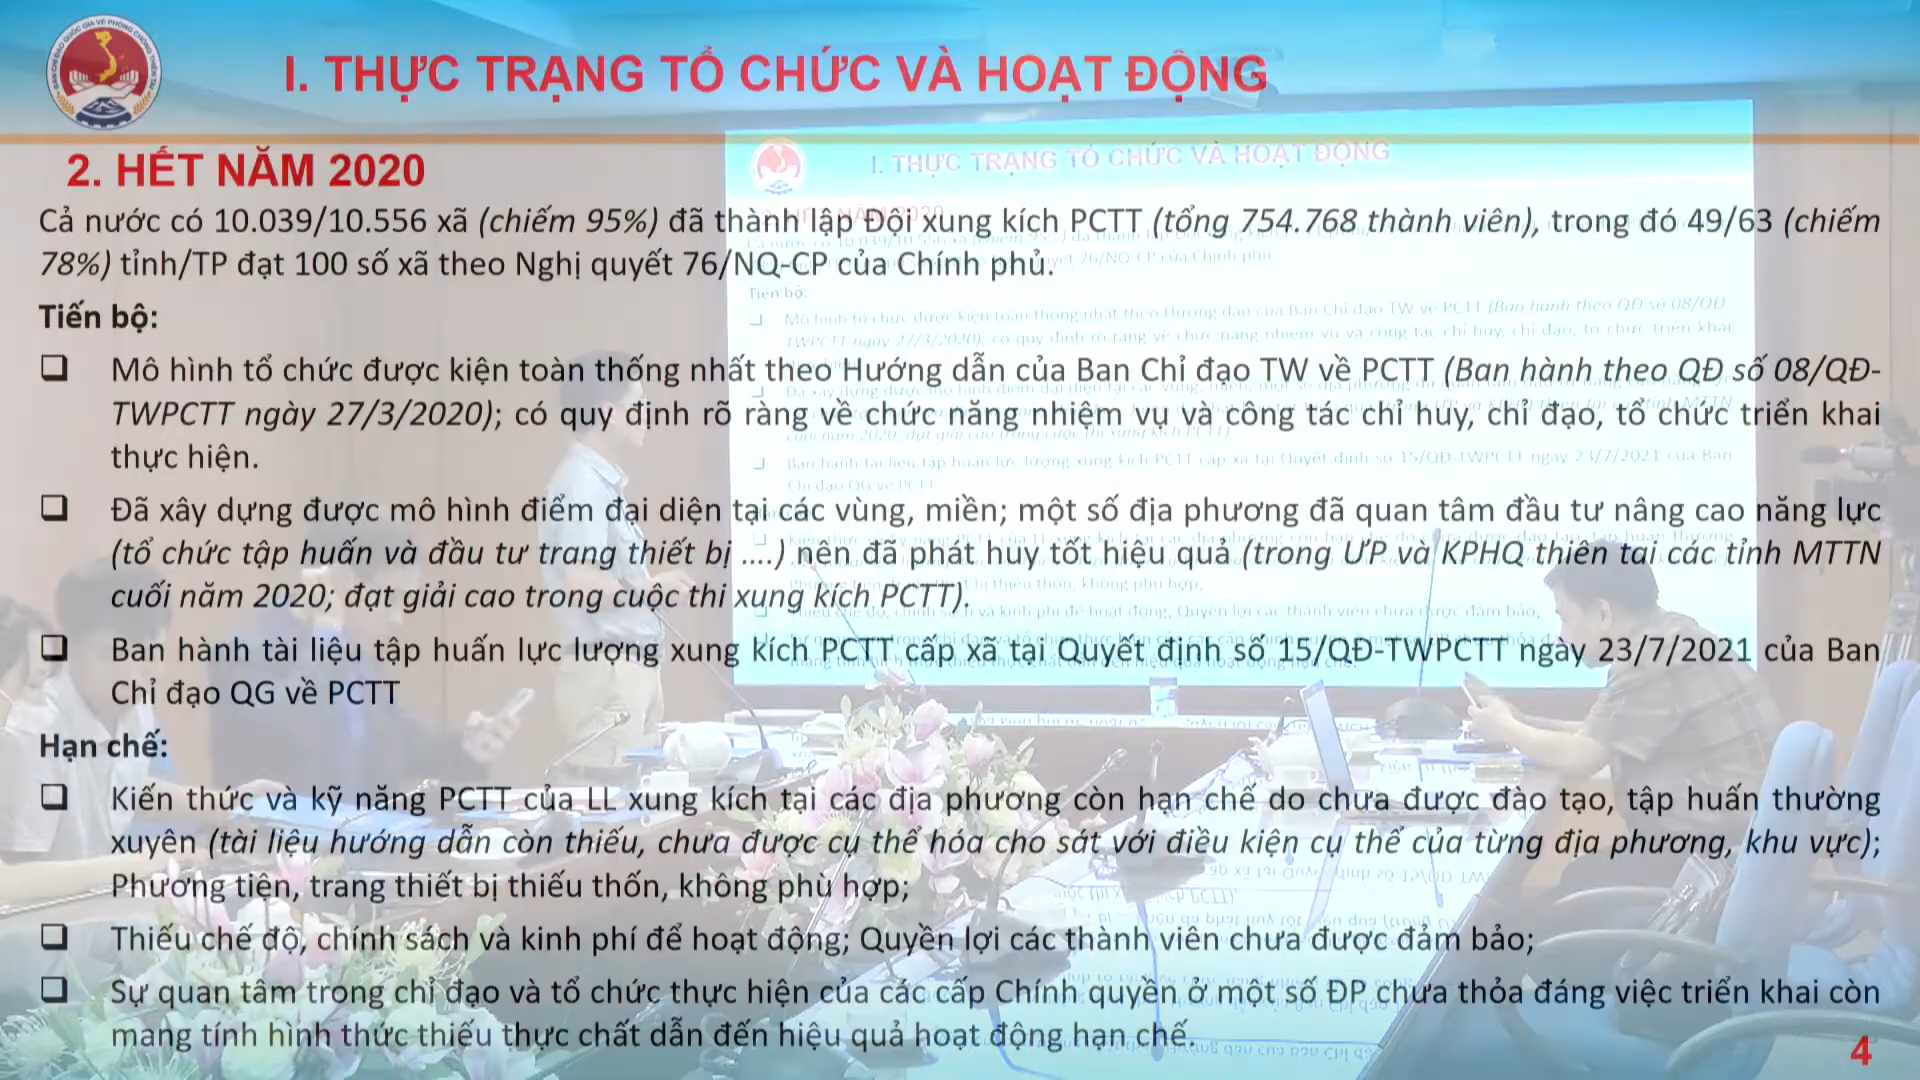 I. THỰC TRẠNG TỔ CHỨC VÀ HOẠT ĐỘNG
2. HẾT NĂM 2020
Cả nước có 10.039/10.556 xã (chiếm 95%) đã thành lập Đội xung kích PCTT (tổng 754.768 thành viên), trong đó 49/63 (chiếm
78%) tỉnh/TP đạt 100 số xã theo Nghị quyết 76/NQ-CP của Chính phủ.
Tiến bộ:
❑ Mô hình tổ chức được kiện toàn thống nhất theo Hướng dẫn của Ban Chỉ đạo TW về PCTT (Ban hành theo QĐ số 08/QĐ-
TWPCTT ngày 27/3/2020); có quy định rõ ràng về chức năng nhiệm vụ và công tác chỉ huy, chỉ đạo, tổ chức triển khai
thực hiện.
❑ Đã xây dựng được mô hình điểm đại diện tại các vùng, miền; một số địa phương đã quan tâm đầu tư nâng cao năng lực
(tổ chức tập huấn và đầu tư trang thiết bị ....) nên đã phát huy tốt hiệu quả (trong ƯP và KPHQ thiên tai các tỉnh MTTN
cuối năm 2020; đạt giải cao trong cuộc thi xung kích PCTT).
❑ Ban hành tài liệu tập huấn lực lượng xung kích PCTT cấp xã tại Quyết định số 15/QĐ-TWPCTT ngày 23/7/2021 của Ban
Chỉ đạo QG về PCTT
Hạn chế:
❑ Kiến thức và kỹ năng PCTT của LL xung kích tại các địa phương còn hạn chế do chưa được đào tạo, tập huấn thường
xuyên (tài liệu hướng dẫn còn thiếu, chưa được cụ thể hóa cho sát với điều kiện cụ thể của từng địa phương, khu vực);
Phương tiện, trang thiết bị thiếu thốn, không phù hợp;
❑ Thiếu chế độ, chính sách và kinh phí để hoạt động; Quyền lợi các thành viên chưa được đảm bảo;
❑ Sự quan tâm trong chỉ đạo và tổ chức thực hiện của các cấp Chính quyền ở một số ĐP chưa thỏa đáng việc triển khai còn
mang tính hình thức thiếu thực chất dẫn đến hiệu quả hoạt động hạn chế.
4
I. THỰC TRẠNG TỔ CHỨC VÀ HOẠT ĐỘNG
Tiến bộ: